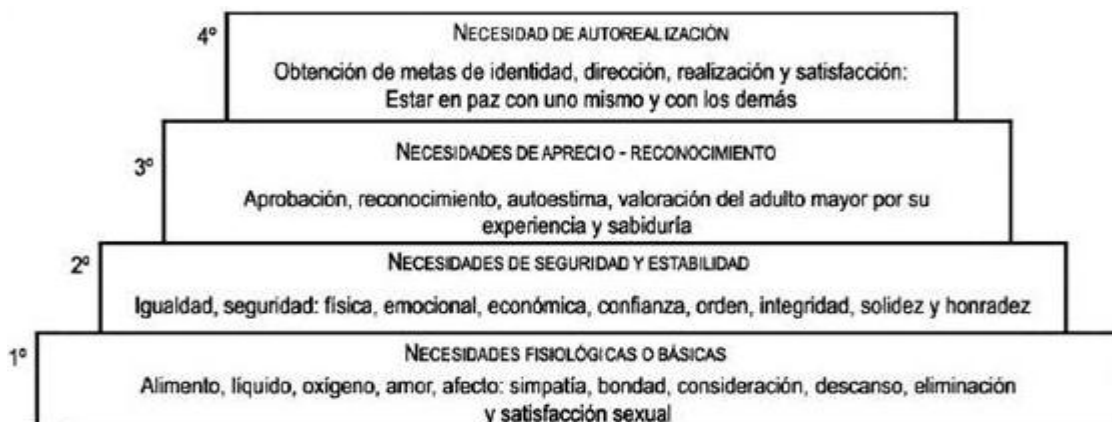 4º
NECESIDAD DE AUTOREALIZACIÓN
Obtención de metas de identidad, dirección, realización y satisfacción:
Estar en paz con uno mismo y con los demás
3º
NECESIDADES DE APRECIO - RECONOCIMIENTO
Aprobación, reconocimiento, autoestima, valoración del adulto mayor por su
experiencia y sabiduría
2º
NECESIDADES DE SEGURIDAD Y ESTABILIDAD
Igualdad, seguridad: física, emocional, económica, confianza, orden, integridad, solidez y honradez
1º
NECESIDADES FISIOLÓGICAS O BÁSICAS
Alimento, líquido, oxígeno, amor, afecto: simpatía, bondad, consideración, descanso, eliminación
y satisfacción sexual